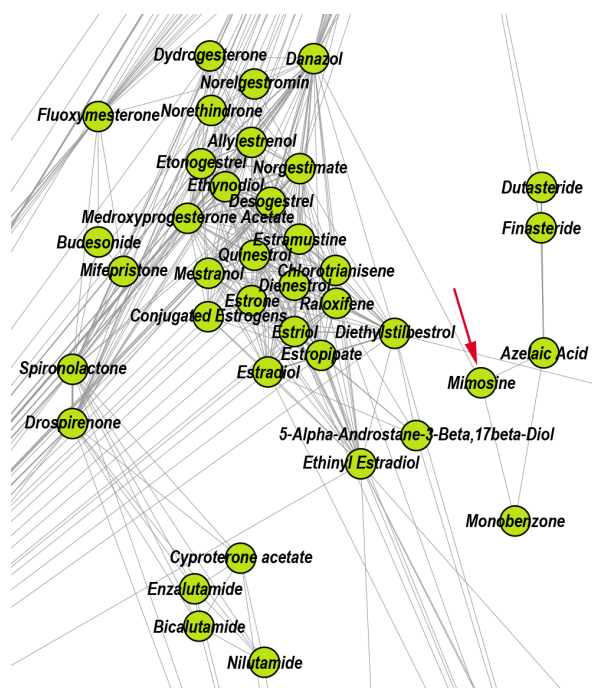 Dydrogesterone
Danazol
Norelgestromin
Fluoxymesterone
Norethindrone
Allylestrenol
Etonogestrel
Norgestimate
Ethynodiol
Dutasteride
Desogestrel
Medroxyprogesterone Acetate
Finasteride
Budesonide
Estramustine
Quinestrol
Mifepristone
Mestranol
Chlorotrianisene
Dienestrol
Estrone
Raloxifene
Conjugated Estrogens
Estriol
Diethylstilbestrol
Estropipate
Azelaic Acid
Spironolactone
Estradiol
Mimosine
Drospirenone
5-Alpha-Androstane-3-Beta,17beta-Diol
Ethinyl Estradiol
Monobenzone
Cyproterone acetate
Enzalutamide
Bicalutamide
Nilutamide